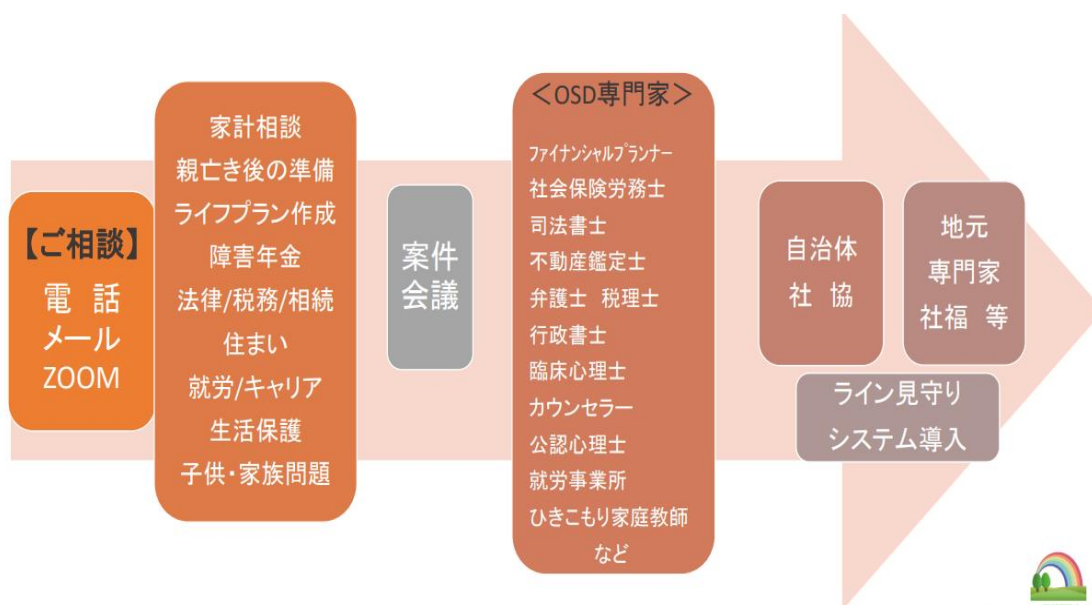 【ご相談】
電 話
メール
ZOOM
家計相談
親亡き後の準備
ライフプラン作成
障害年金
法律/税務/相続
住まい
就労/キャリア
生活保護
子供・家族問題
案件
会議
＜OSD専門家＞
ファイナンシャルプランナー
社会保険労務士
司法書士
不動産鑑定士
弁護士 税理士
行政書士
臨床心理士
カウンセラー
公認心理士
就労事業所
ひきこもり家庭教師
など
自治体
社 協
地元
専門家
社福 等
ライン見守り
システム導入